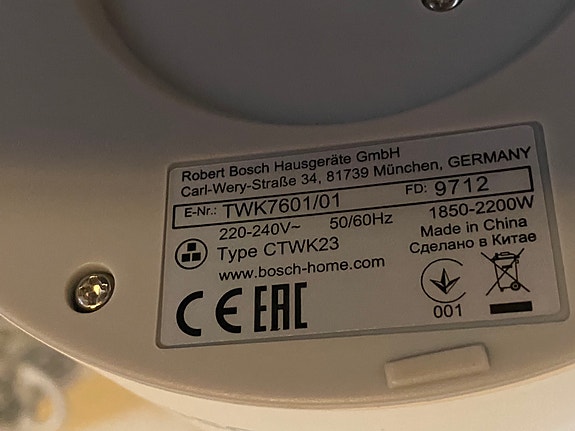 Robert Bosch Hausgeräte GmbH
Carl-Wery-Straße 34, 81739 München, GERMANY
E-Nr.: TWK7601/01 FD: 9712
220-240V~ 50/60Hz 1850-2200W
Type CTWK23 Made in China
Сделано в Китае
www.bosch-home.com
CE EAC
001